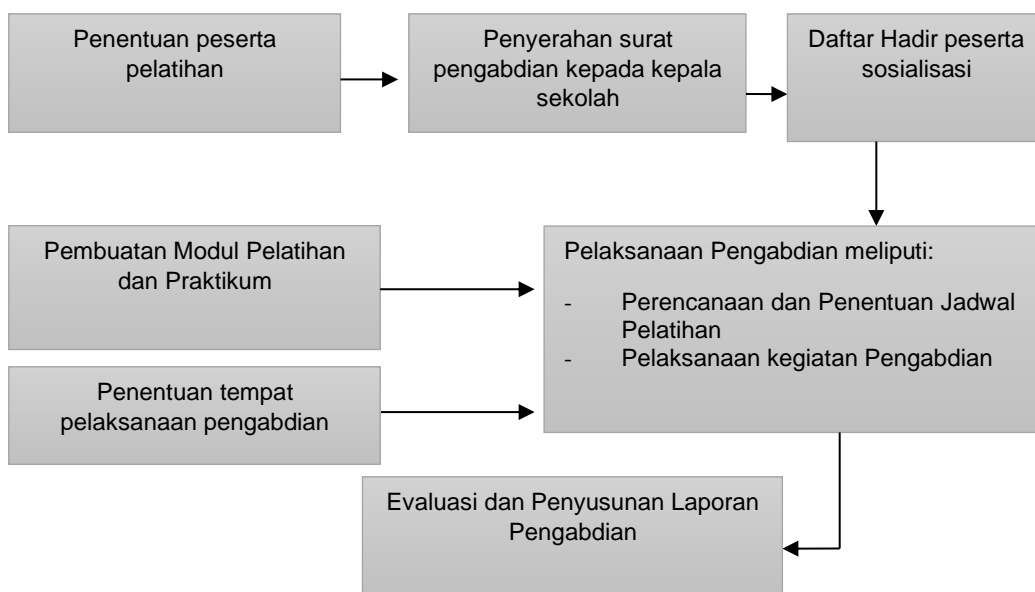 Penentuan peserta
pelatihan
Penyerahan surat
pengabdian kepada kepala
sekolah
Daftar Hadir peserta
sosialisasi
Pembuatan Modul Pelatihan
dan Praktikum
Pelaksanaan Pengabdian meliputi:
- Perencanaan dan Penentuan Jadwal
Pelatihan
- Pelaksanaan kegiatan Pengabdian
Penentuan tempat
pelaksanaan pengabdian
Evaluasi dan Penyusunan Laporan
Pengabdian